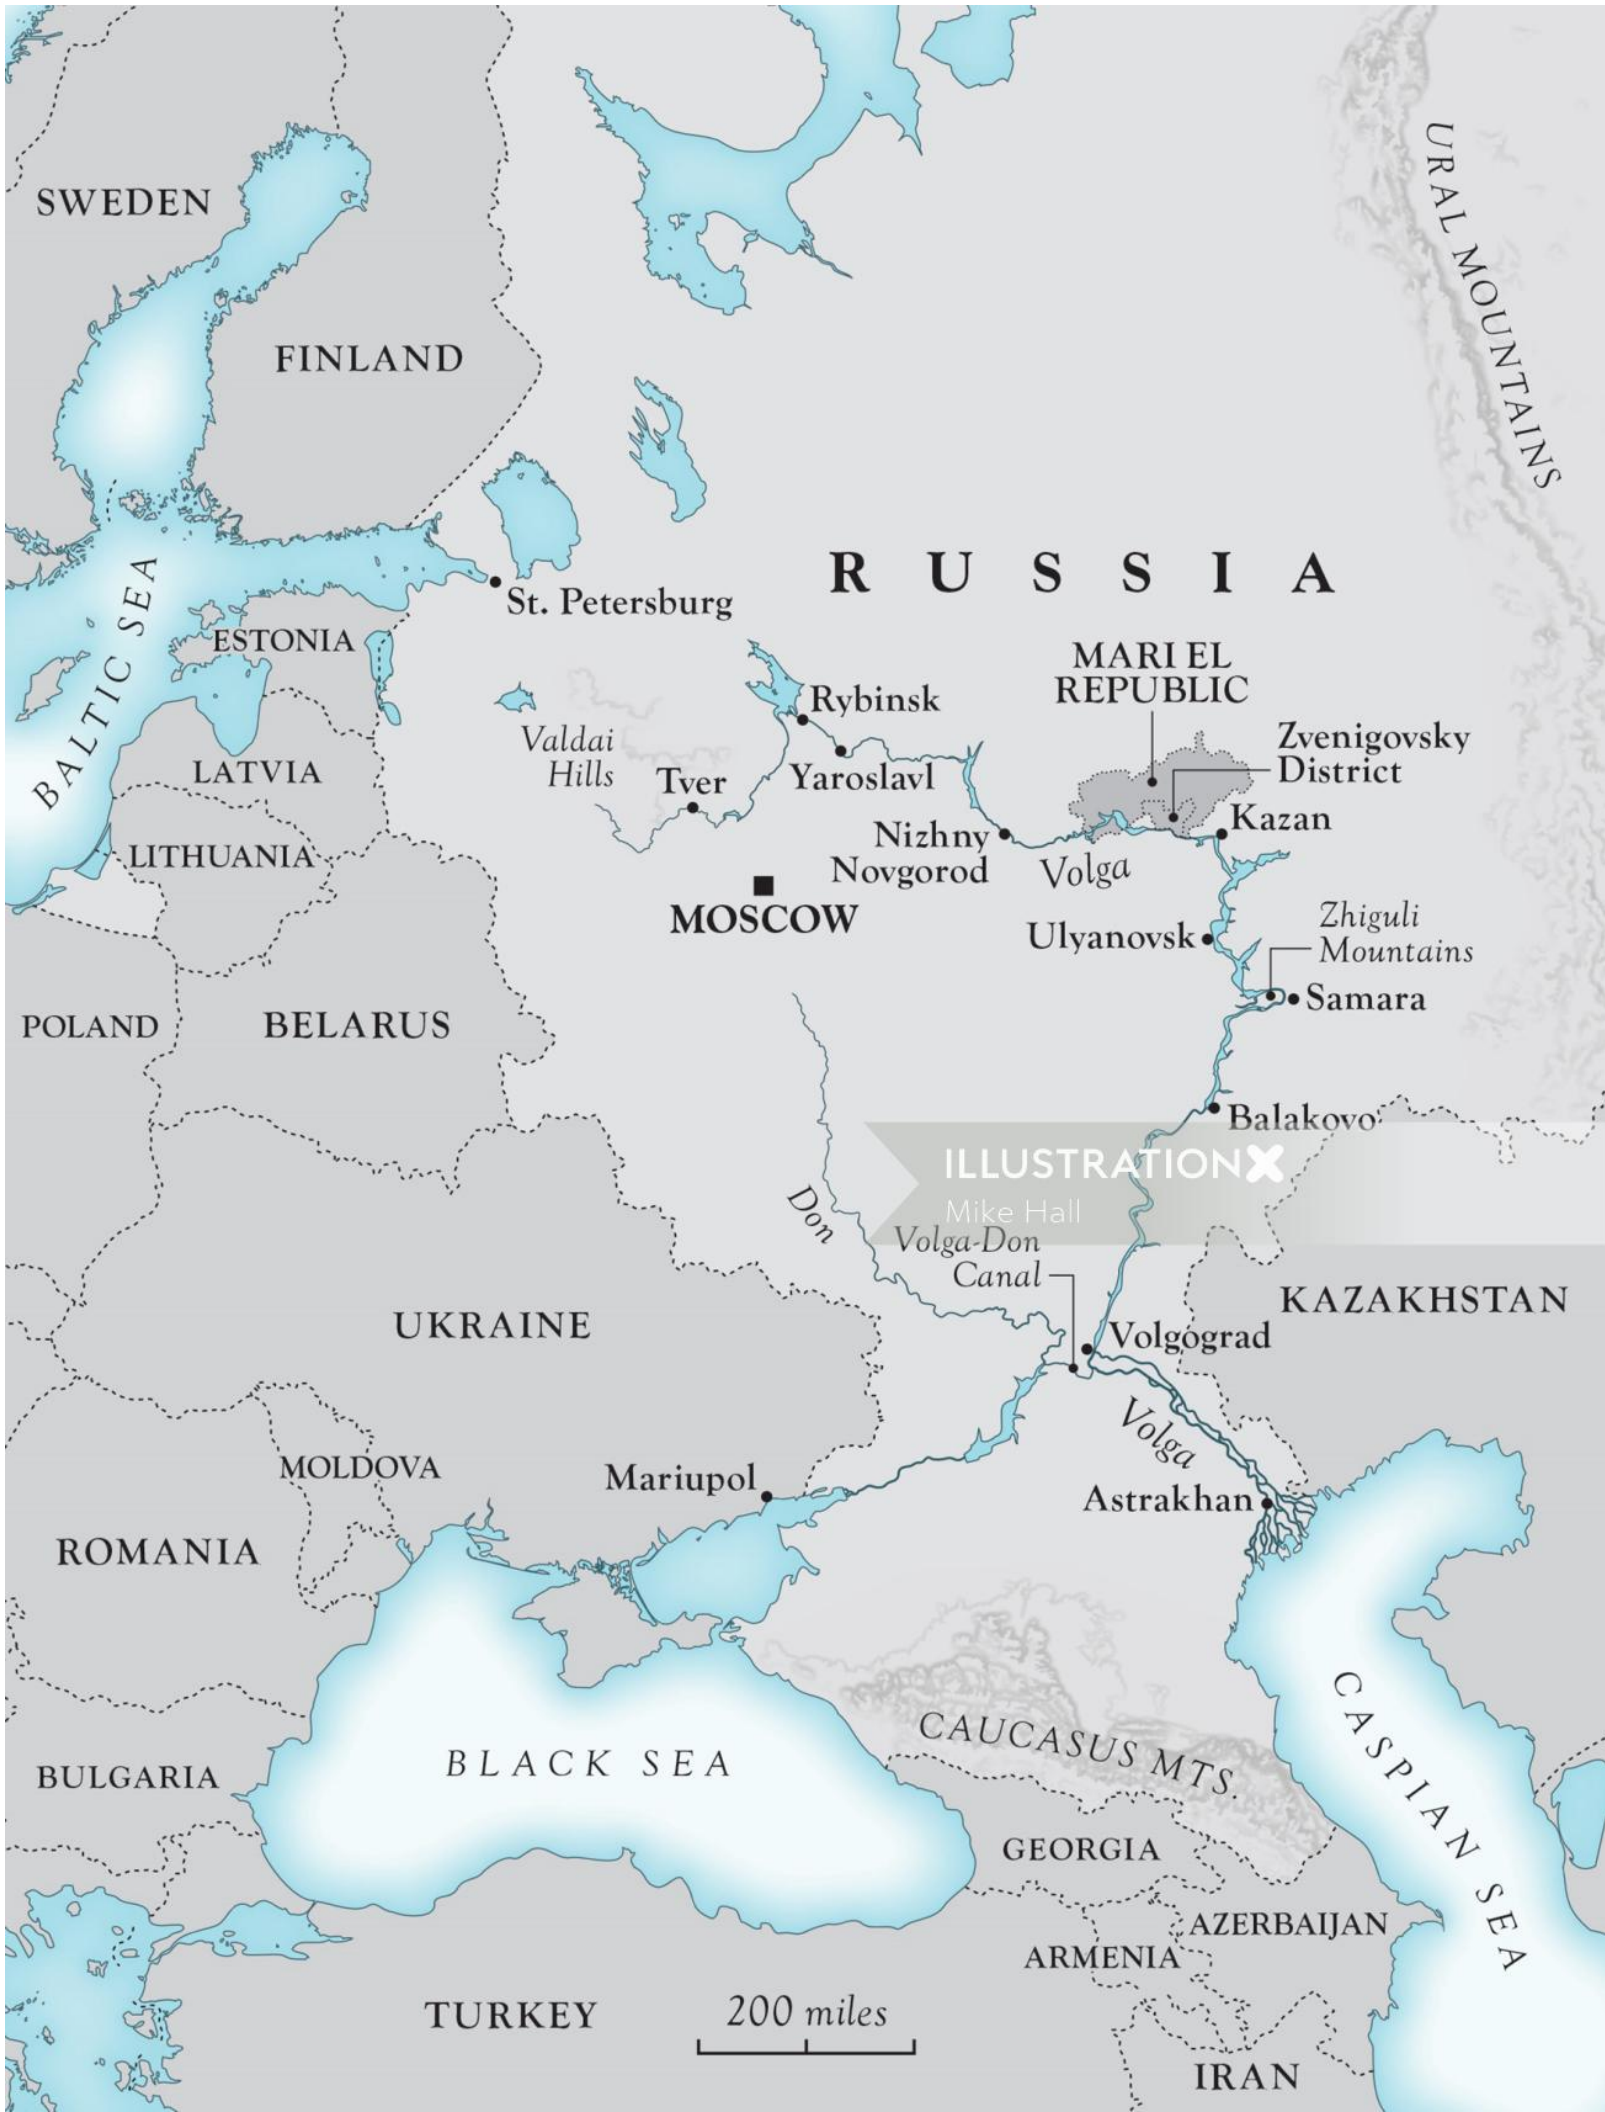 URAL MOUNTAINS
SWEDEN
FINLAND
RUSSIA
BALTIC SEA
St. Petersburg
ESTONIA
MARI EL
REPUBLIC
Rybinsk
Valdai
Hills
Zvenigovsky
District
LATVIA
Tver
Yaroslavl
Kazan
Nizhny
Novgorod
LITHUANIA
Volga
MOSCOW
Zhiguli
Mountains
Ulyanovsk
Samara
POLAND
BELARUS
Balakovo
ILLUSTRATIONX
Mike Hall
Don
Volga-Don
Canal
KAZAKHSTAN
UKRAINE
Volgograd
Volga
MOLDOVA
Mariupol
Astrakhan
ROMANIA
CASPIAN SEA
CAUCASUS MTS.
BLACK SEA
BULGARIA
GEORGIA
AZERBAIJAN
ARMENIA
TURKEY
200 miles
IRAN